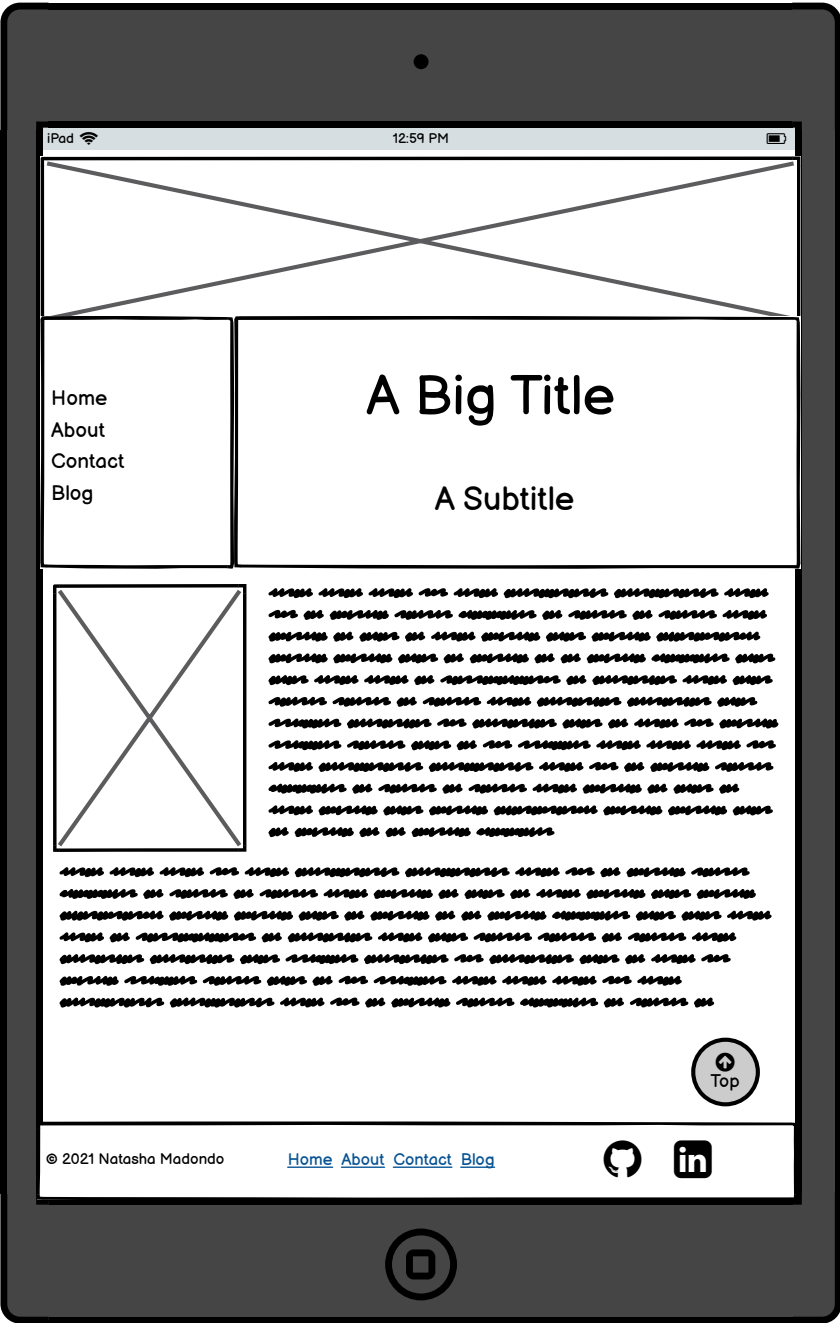 iPad 12:59 PM
Home
About
Contact
Blog
A Big Title
A Subtitle
Top
© 2021 Natasha Madondo Home About Contact Blog in